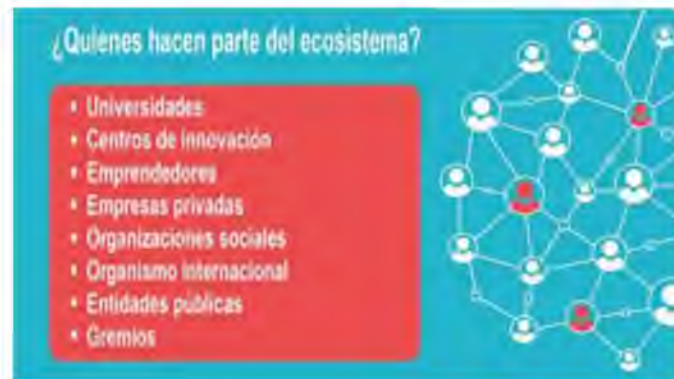 ¿Quienes hacen parte del ecosistema?
• Universidades
• Centros de innovación
• Emprendedores
• Empresas privadas
• Organizaciones sociales
• Organismo internacional
• Entidades públicas
• Gremios